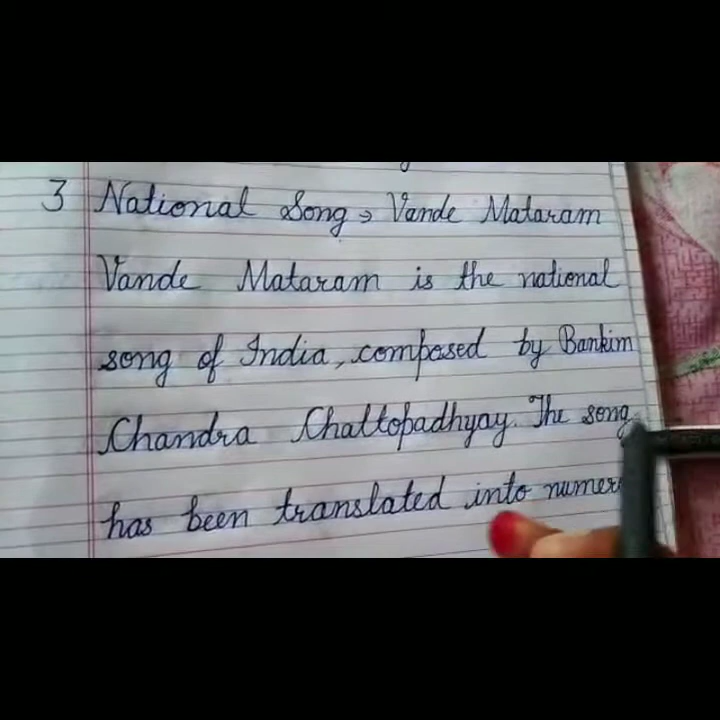 3 National Song → Vande Mataram
Vande Mataram is the national
song of India, composed by Bankim
Chandra Chattopadhyay. The song
has been translated into